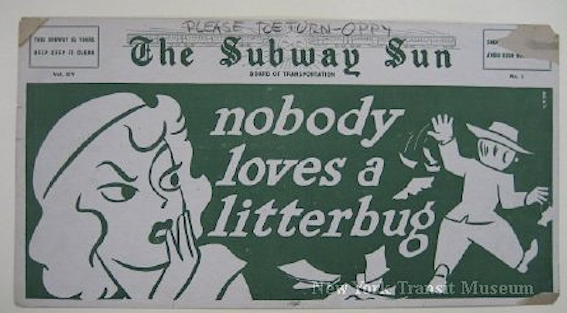 PLEASE RETURN-OPPY
THIS SUBWAY IS YOURS
HELP KEEP IT CLEAN
The Subway Sun
Vol. XIV
BOARD OF TRANSPORTATION
No. 1
nobody
loves a
litterbug
New York Transit Museum